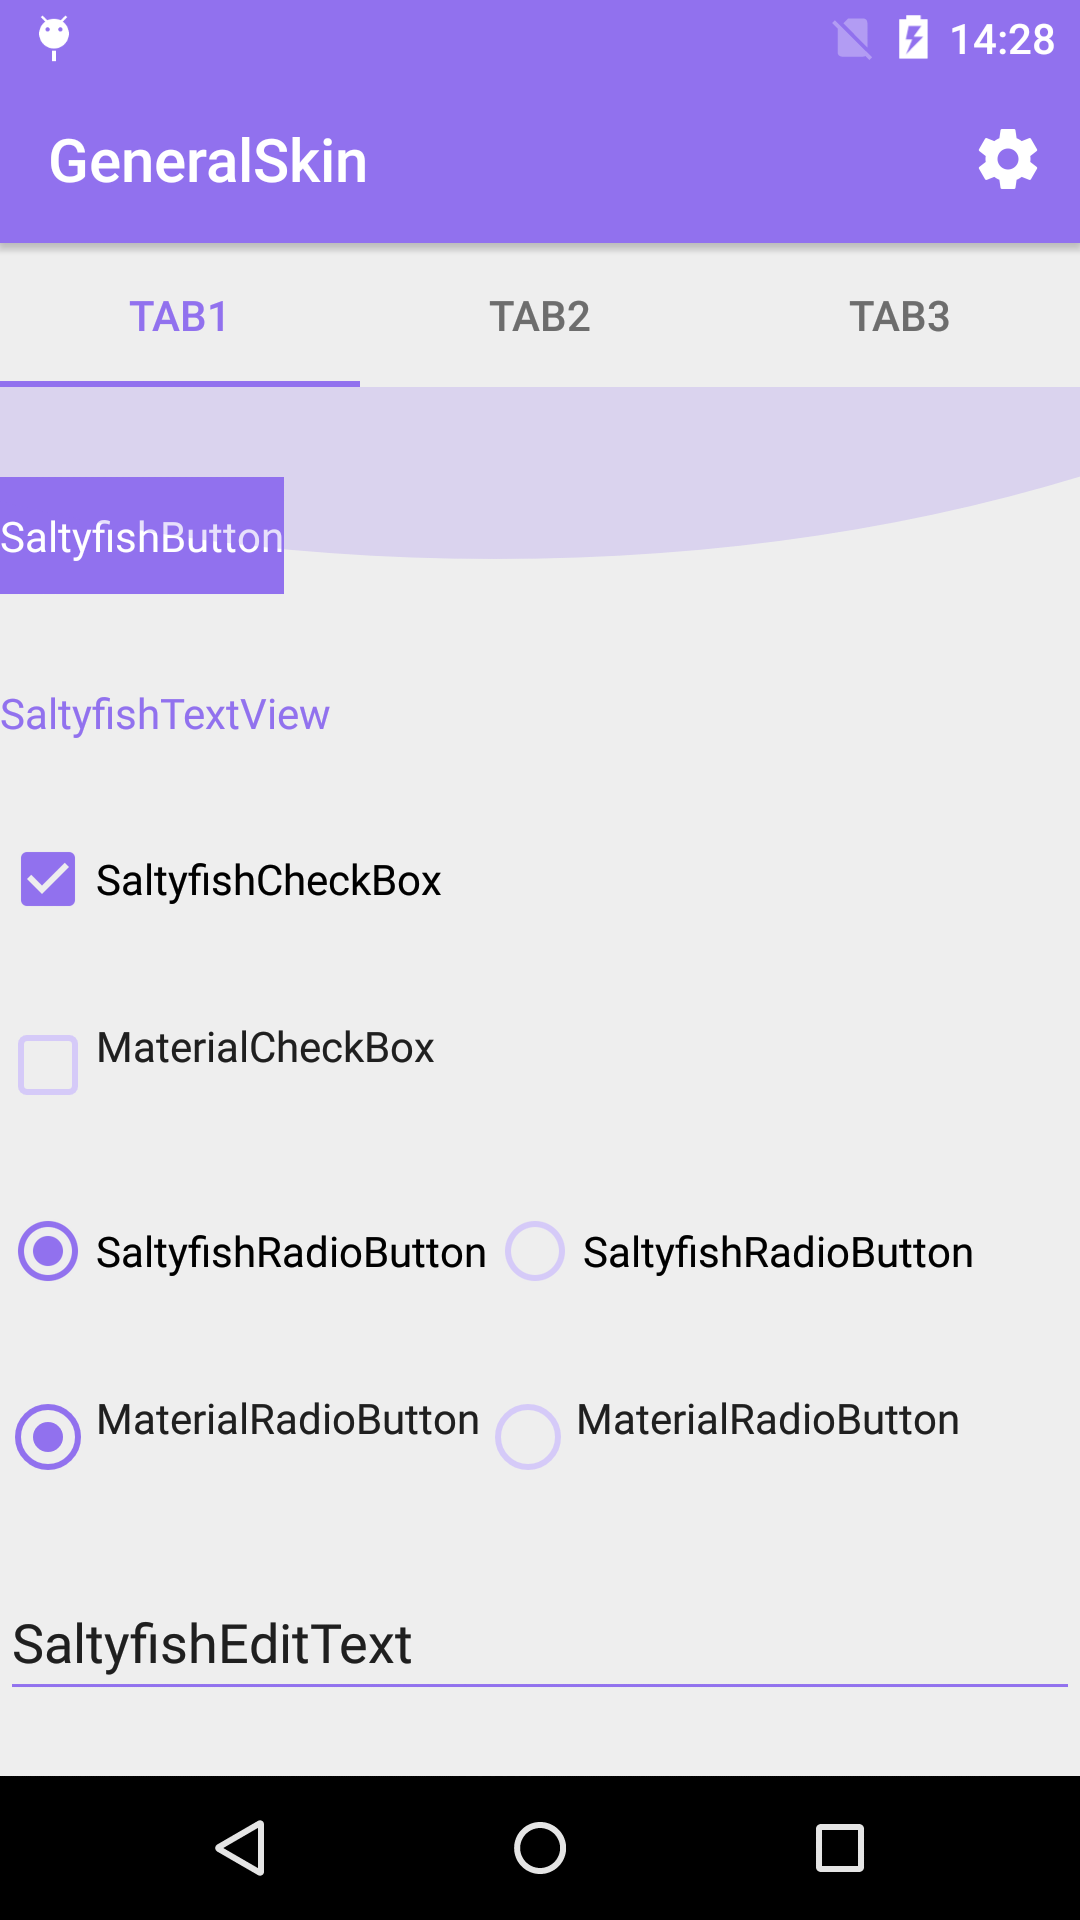 14:28
GeneralSkin
TAB1 TAB2 TAB3
SaltyfishButton
SaltyfishTextView
SaltyfishCheckBox
MaterialCheckBox
SaltyfishRadioButton SaltyfishRadioButton
MaterialRadioButton MaterialRadioButton
SaltyfishEditText